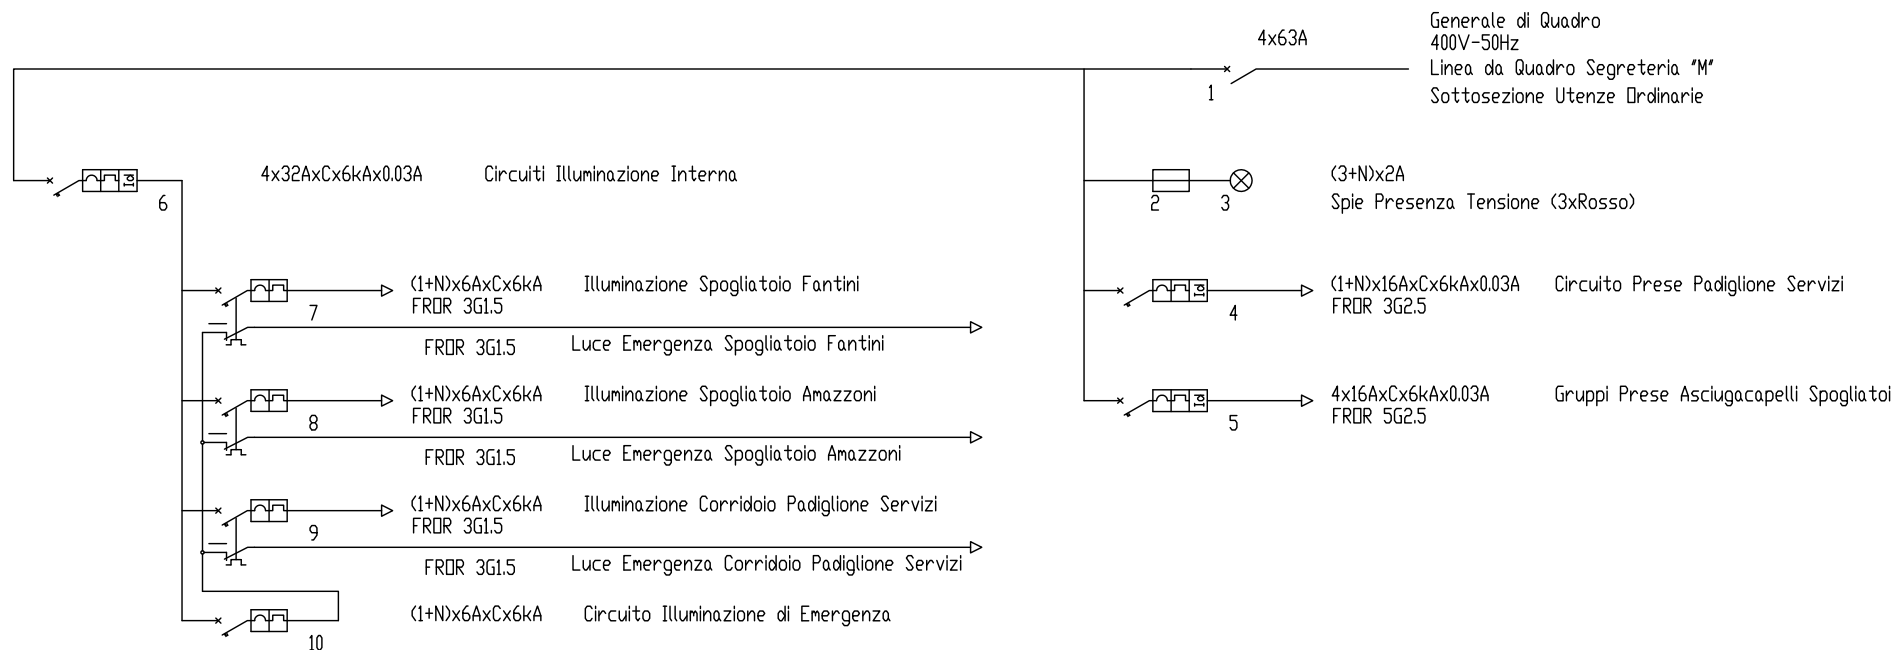 4x63A
Generale di Quadro
400V-50Hz
Linea da Quadro Segreteria "M"
Sottosezione Utenze Ordinarie
1
4x32AxCx6kAx0.03A Circuiti Illuminazione Interna
Id
6
(3+N)x2A
Spie Presenza Tensione (3xRosso)
2 3
(1+N)x6AxCx6kA Illuminazione Spogliatoio Fantini
FROR 3G1.5
7
FROR 3G1.5 Luce Emergenza Spogliatoio Fantini
Id
(1+N)x16AxCx6kAx0.03A Circuito Prese Padiglione Servizi
FROR 3G2.5
4
(1+N)x6AxCx6kA Illuminazione Spogliatoio Amazzoni
FROR 3G1.5
8
FROR 3G1.5 Luce Emergenza Spogliatoio Amazzoni
Id
4x16AxCx6kAx0.03A Gruppi Prese Asciugacapelli Spogliatoi
FROR 5G2.5
5
(1+N)x6AxCx6kA Illuminazione Corridoio Padiglione Servizi
FROR 3G1.5
9
FROR 3G1.5 Luce Emergenza Corridoio Padiglione Servizi
(1+N)x6AxCx6kA Circuito Illuminazione di Emergenza
10